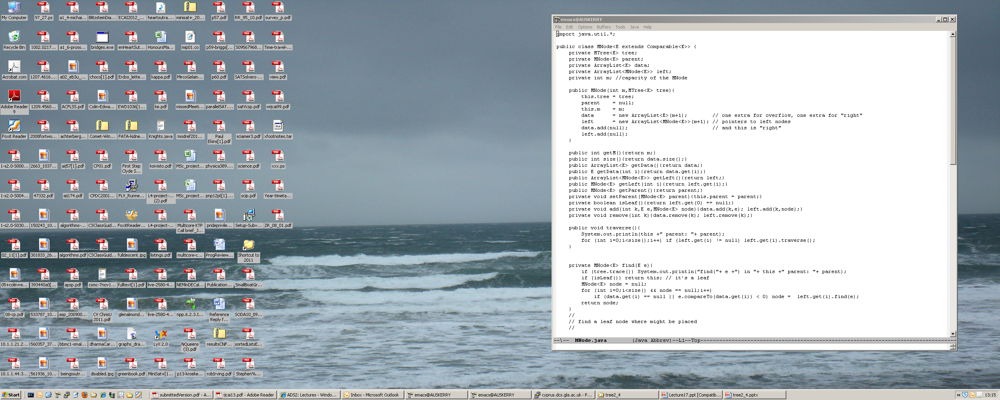 My Computer
97_27.ps
a1_4-michai...
BlitzsteinDia...
ECAI2012_...
heartsutra....
minisat+_20...
p57.pdf
RR_95_10.pdf
survey_p.pdf
Recycle Bin
1002.0217...
a1_6-pross...
bridges.exe
enHeartSut...
HonoursMa...
mip01.co
p59-briggs[...
S09567968...
Time-travel-...
Acrobat.com
1207.4616....
a02_eb3u_...
choco[1].pdf
Erdos_lette...
kappa.pdf
MircoGelain...
p60.pdf
SATSolvers-...
view.pdf
Adobe Reader
9
1209.4560...
ACFLSS.pdf
Colin-Edwa...
EWD1036[1...
ke.pdf
missedMeeti...
parallelSAT....
satVcsp.pdf
wijcai99.pdf
Foxit Reader
2008fortwo...
achterberg...
Comet-Win...
FATA-kidne...
Knights.java
modref201...
Paul
Ekins[1].pdf
sciamer3.pdf
xfootnotes.tar
1-s2.0-S000...
2663_1037...
aij57[1].pdf
CP01.pdf
First Step
Clyde S...
koivisto.pdf
MSc_project...
physica389....
science.pdf
xxx.ps
1-s2.0-S004...
47332.pdf
aij174.pdf
CPDC2001...
FLV_Runne...
L4-project-...
(2).pdf
MSc_project...
pnp12pt[1]....
scip.pdf
Year-timeta...
1-s2.0-S030...
150243_10...
algorithms-...
CSClassGuid...
FoxitReader...
L4-project-...
Multicore KTP
Call brief_J...
prideprivile...
Setup-Subv...
ZR_08_01.pdf
02_11[1].pdf
301833_26...
algorithms.pdf
CSClassGuid...
fulldescent.jpg
listings.pdf
multicore-c...
ProgReview...
Shortcut to
2011
05+colin+e...
393440a0[...
apsp.pdf
csmc-7nov1...
fulltext[1].pdf
live-2580-4...
NEMinDECal...
Publication...
SmallBoatGr...
08-cp.pdf
533787_10...
asp_200900...
CV ChrisU
2011.pdf
glenalmond...
live-2580-4...
npp.6.2.3.I...
Reference
Reply f...
SODA10_09...
10.1.1.21.2...
560357_37...
bbmc1-smal...
dharmaCar...
graphs_dra...
LyX 2.0
NQueens
(3).pdf
resultsCNF...
sortedListsE...
10.1.1.44.3...
561936_10...
beingssutr...
disabled.jpg
greenbook.pdf
MiniSat+[1...
p13-kroeke...
robIrving.pdf
Stephen%...
emacs@AUSKERRY
File Edit Options Buffers Tools Java Help
import java.util.*;
public class MNode<E extends Comparable<E>> {
private MTree<E> tree;
private MNode<E> parent;
private ArrayList<E> data;
private ArrayList<MNode<E>> left;
private int m; //capacity of the MNode
public MNode(int m,MTree<E> tree){
this.tree = tree;
parent = null;
this.m = m;
data = new ArrayList<E>(m+1); // one extra for overflow, one extra for "right"
left = new ArrayList<MNode<E>>(m+1); // pointers to left nodes
data.add(null); // and this is "right"
left.add(null);
}
public int getM(){return m;}
public int size(){return data.size();}
public ArrayList<E> getData(){return data;}
public E getData(int i){return data.get(i);}
public ArrayList<MNode<E>> getLeft(){return left;}
public MNode<E> getLeft(int i){return left.get(i);}
public MNode<E> getParent(){return parent;}
private void setParent(MNode<E> parent){this.parent = parent;}
private boolean isLeaf(){return left.get(0) == null;}
private void add(int k,E e,MNode<E> node){data.add(k,e); left.add(k,node);}
private void remove(int k){data.remove(k); left.remove(k);}
public void traverse(){
System.out.println(this +" parent: "+ parent);
for (int i=0;i<size();i++) if (left.get(i) != null) left.get(i).traverse();
}
private MNode<E> find(E e){
if (tree.trace()) System.out.println("find("+ e +") in "+ this +" parent: "+ parent);
if (isLeaf()) return this; // it's a leaf
MNode<E> node = null;
for (int i=0;i<size() && node == null;i++)
if (data.get(i) == null || e.compareTo(data.get(i)) < 0) node = left.get(i).find(e);
return node;
}
//
// find a leaf node where might be placed
//
--\-- MNode.java (Java Abbrev)--L1--Top-----
Start
submittedVersion.pdf - A...
ijcai13.pdf - Adobe Reader
ADS2: Lectures - Windo...
Inbox - Microsoft Outlook
emacs@AUSKERRY
emacs@AUSKERRY
cyprus.dcs.gla.ac.uk - P...
tree2_4
Lecture17.ppt [Compatib...
tree2_4.pptx
13:15